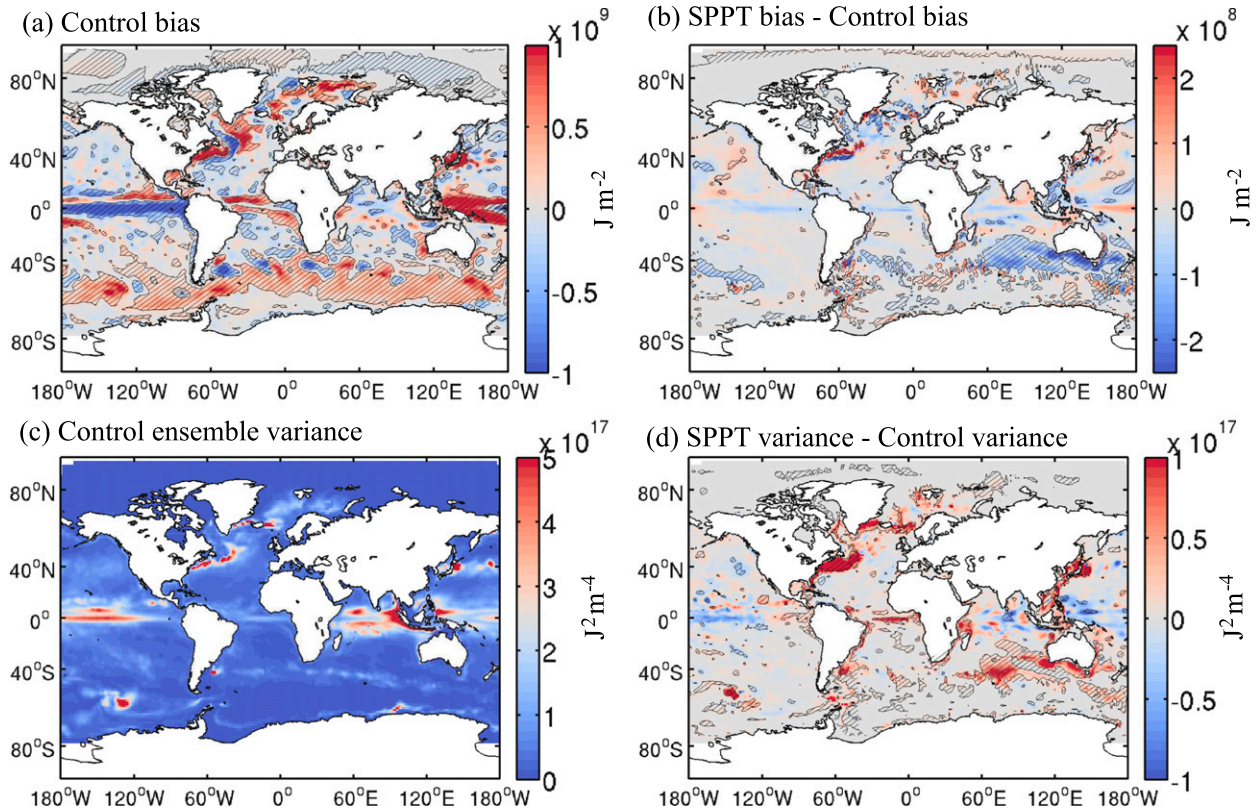 (a) Control bias
x 10^9
80°N
40°N
0°
40°S
80°S
180°W 120°W 60°W 0° 60°E 120°E 180°W
1
0.5
0
-0.5
-1
J m^-2
(b) SPPT bias - Control bias
x 10^8
80°N
40°N
0°
40°S
80°S
180°W 120°W 60°W 0° 60°E 120°E 180°W
2
1
0
-1
-2
J m^-2
(c) Control ensemble variance
x 10^17
80°N
40°N
0°
40°S
80°S
180°W 120°W 60°W 0° 60°E 120°E 180°W
5
4
3
2
1
0
J^2m^-4
(d) SPPT variance - Control variance
x 10^17
80°N
40°N
0°
40°S
80°S
180°W 120°W 60°W 0° 60°E 120°E 180°W
1
0.5
0
-0.5
-1
J^2m^-4